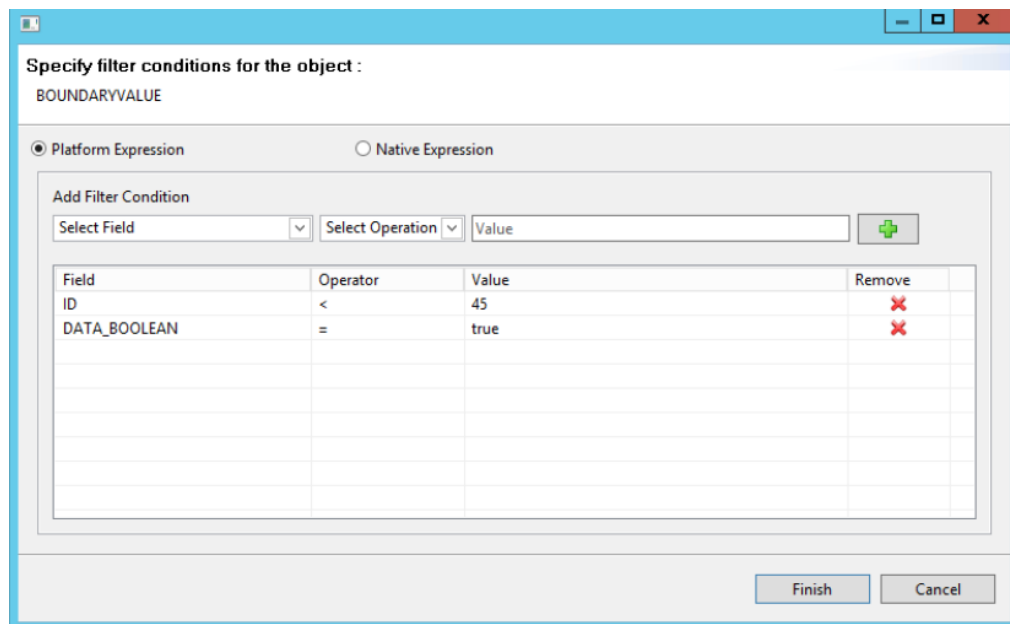 Specify filter conditions for the object :
BOUNDARYVALUE
Platform Expression Native Expression
Add Filter Condition
Select Field Select Operation Value
Field Operator Value Remove
ID < 45
DATA_BOOLEAN = true
Finish Cancel